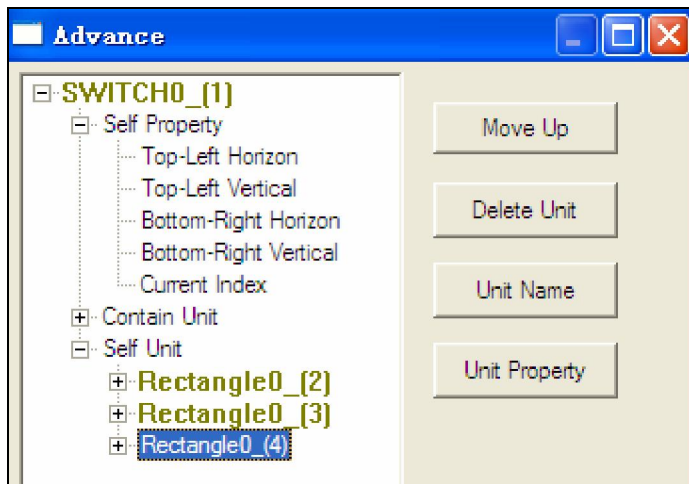 Advance
SWITCH0_(1)
Self Property
Top-Left Horizon
Top-Left Vertical
Bottom-Right Horizon
Bottom-Right Vertical
Current Index
Contain Unit
Self Unit
Rectangle0_(2)
Rectangle0_(3)
Rectangle0_(4)
Move Up
Delete Unit
Unit Name
Unit Property